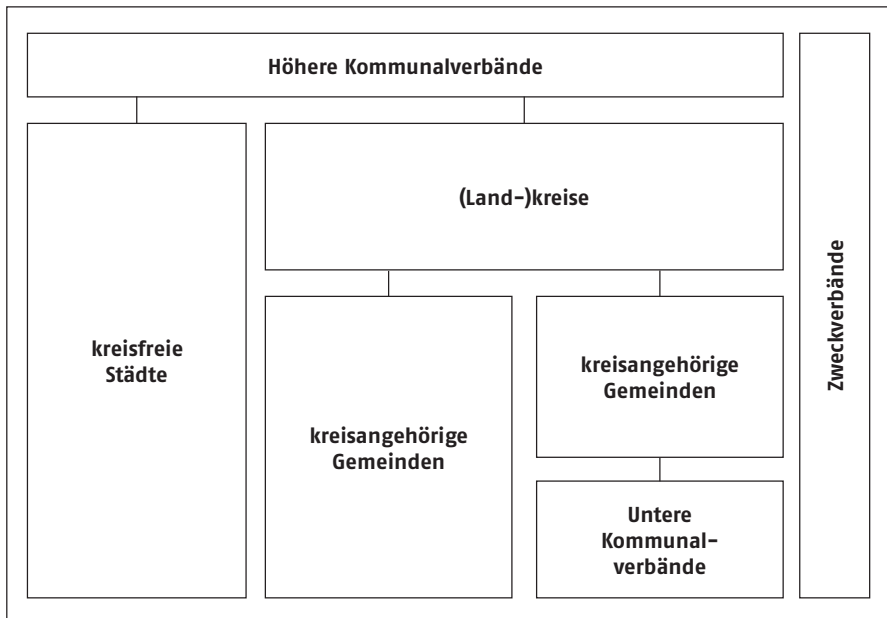 Höhere Kommunalverbände
(Land-)kreise
kreisfreie
Städte
kreisangehörige
Gemeinden
kreisangehörige
Gemeinden
Untere
Kommunal-
verbände
Zweckverbände